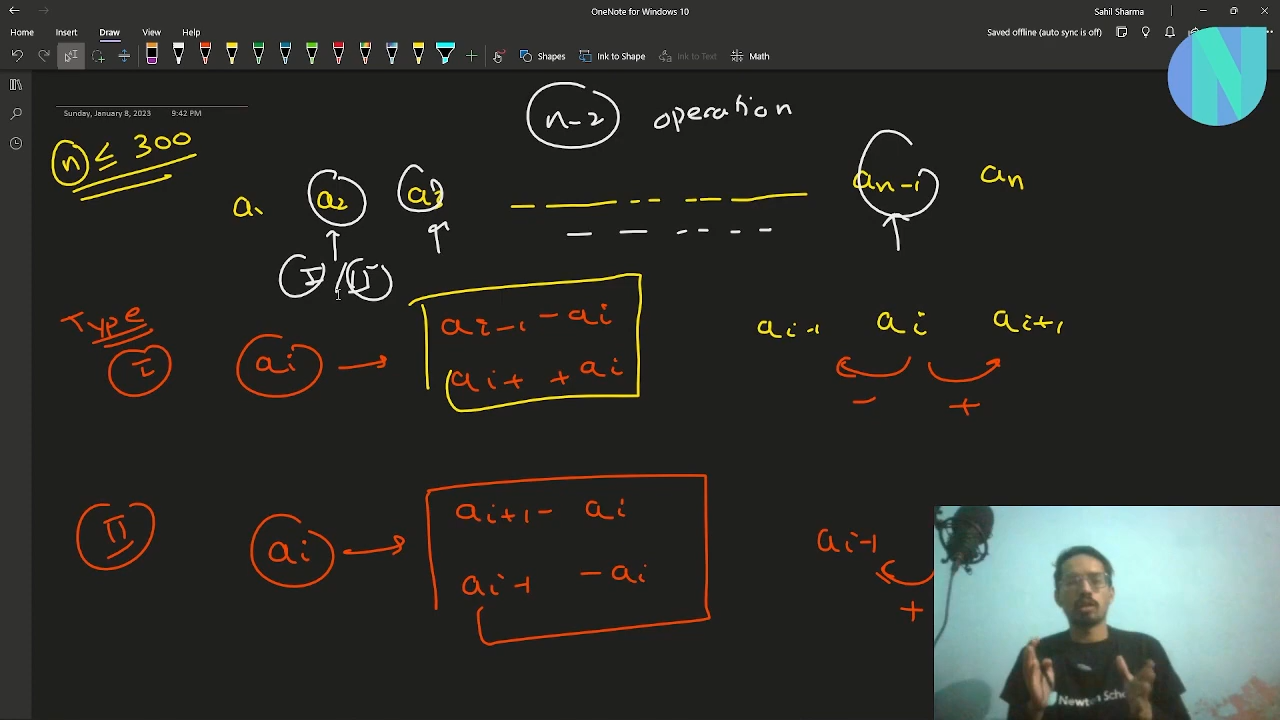 OneNote for Windows 10
Sahil Sharma
Home Insert Draw View Help
Saved offline (auto sync is off)
Shapes Ink to Shape Ink to Text Math
Sunday, January 8, 2023 9:42 PM
n-2 operation
n ≤ 300
a1 a2 a3 an-1 an
I / II
Type
I ai → ai-1 - ai
ai+ + ai
ai-1 ai ai+1
- +
II ai → ai+1 - ai
ai-1 - ai
ai-1
+
Newton Scho
N